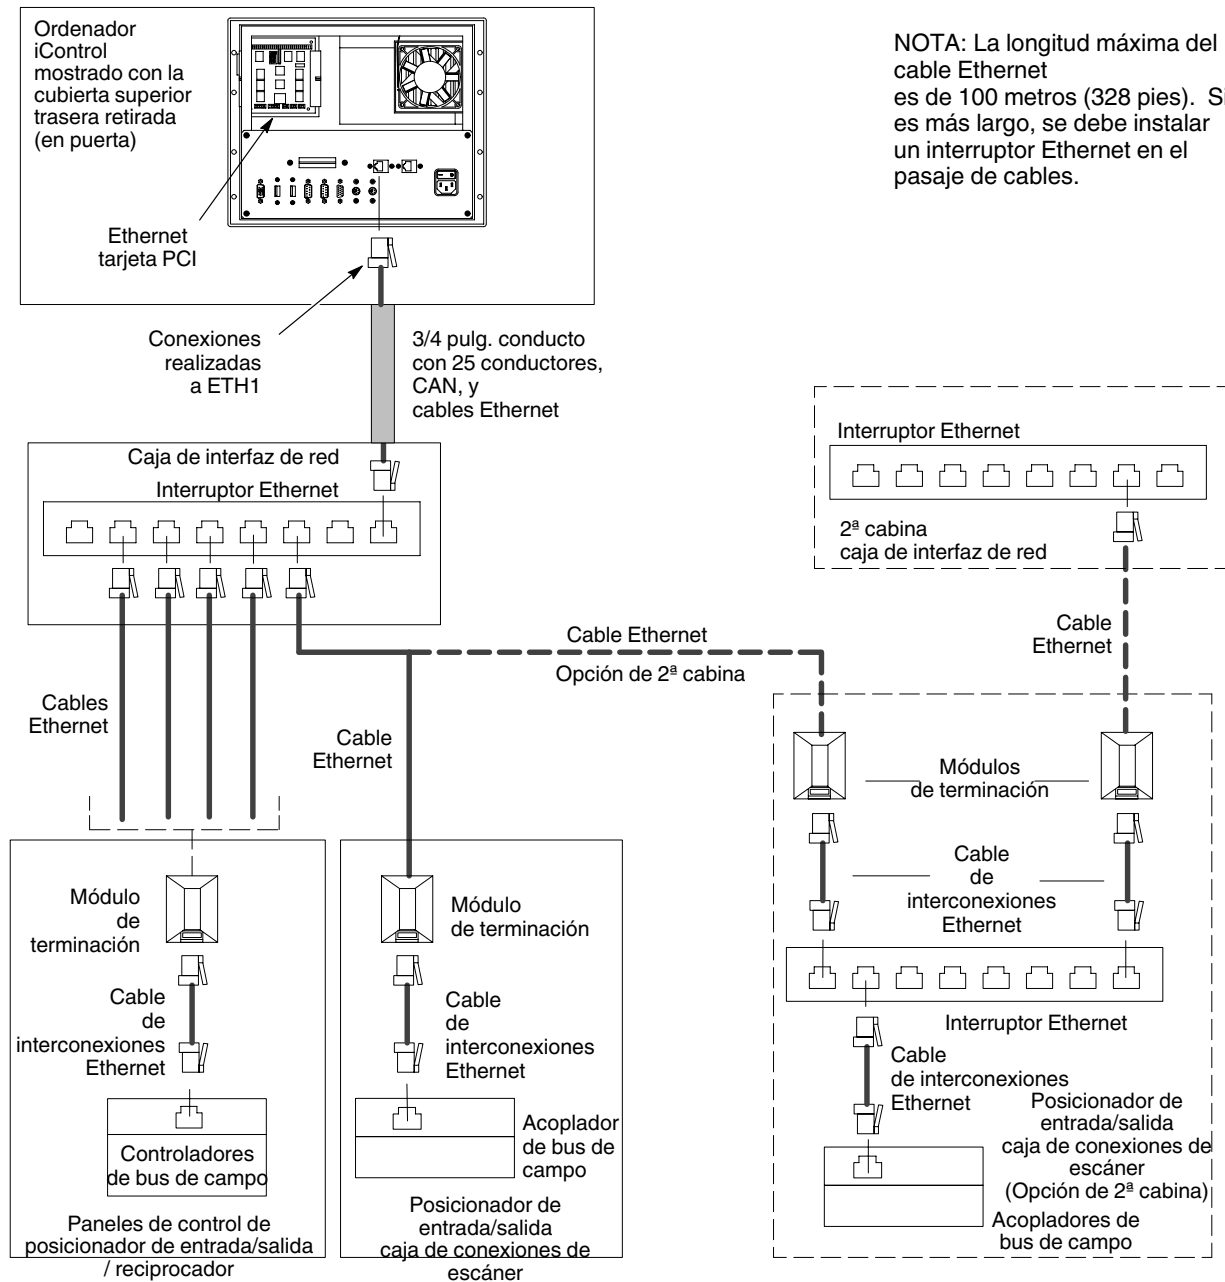 Ordenador
iControl
mostrado con la
cubierta superior
trasera retirada
(en puerta)
Ethernet
tarjeta PCI
NOTA: La longitud máxima del
cable Ethernet
es de 100 metros (328 pies). Si
es más largo, se debe instalar
un interruptor Ethernet en el
pasaje de cables.
Conexiones
realizadas
a ETH1
3/4 pulg. conducto
con 25 conductores,
CAN, y
cables Ethernet
Caja de interfaz de red
Interruptor Ethernet
Interruptor Ethernet
2ª cabina
caja de interfaz de red
Cable Ethernet
Opción de 2ª cabina
Cable
Ethernet
Cables
Ethernet
Cable
Ethernet
Módulos
de terminación
Cable
de
interconexiones
Ethernet
Módulo
de
terminación
Cable
de
interconexiones
Ethernet
Controladores
de bus de campo
Paneles de control de
posicionador de entrada/salida
/ reciprocador
Módulo
de terminación
Cable
de
interconexiones
Ethernet
Acoplador
de bus de
campo
Posicionador de
entrada/salida
caja de conexiones de
escáner
Interruptor Ethernet
Cable
de interconexiones
Ethernet
Posicionador de
entrada/salida
caja de conexiones de
escáner
(Opción de 2ª cabina)
Acopladores de
bus de campo